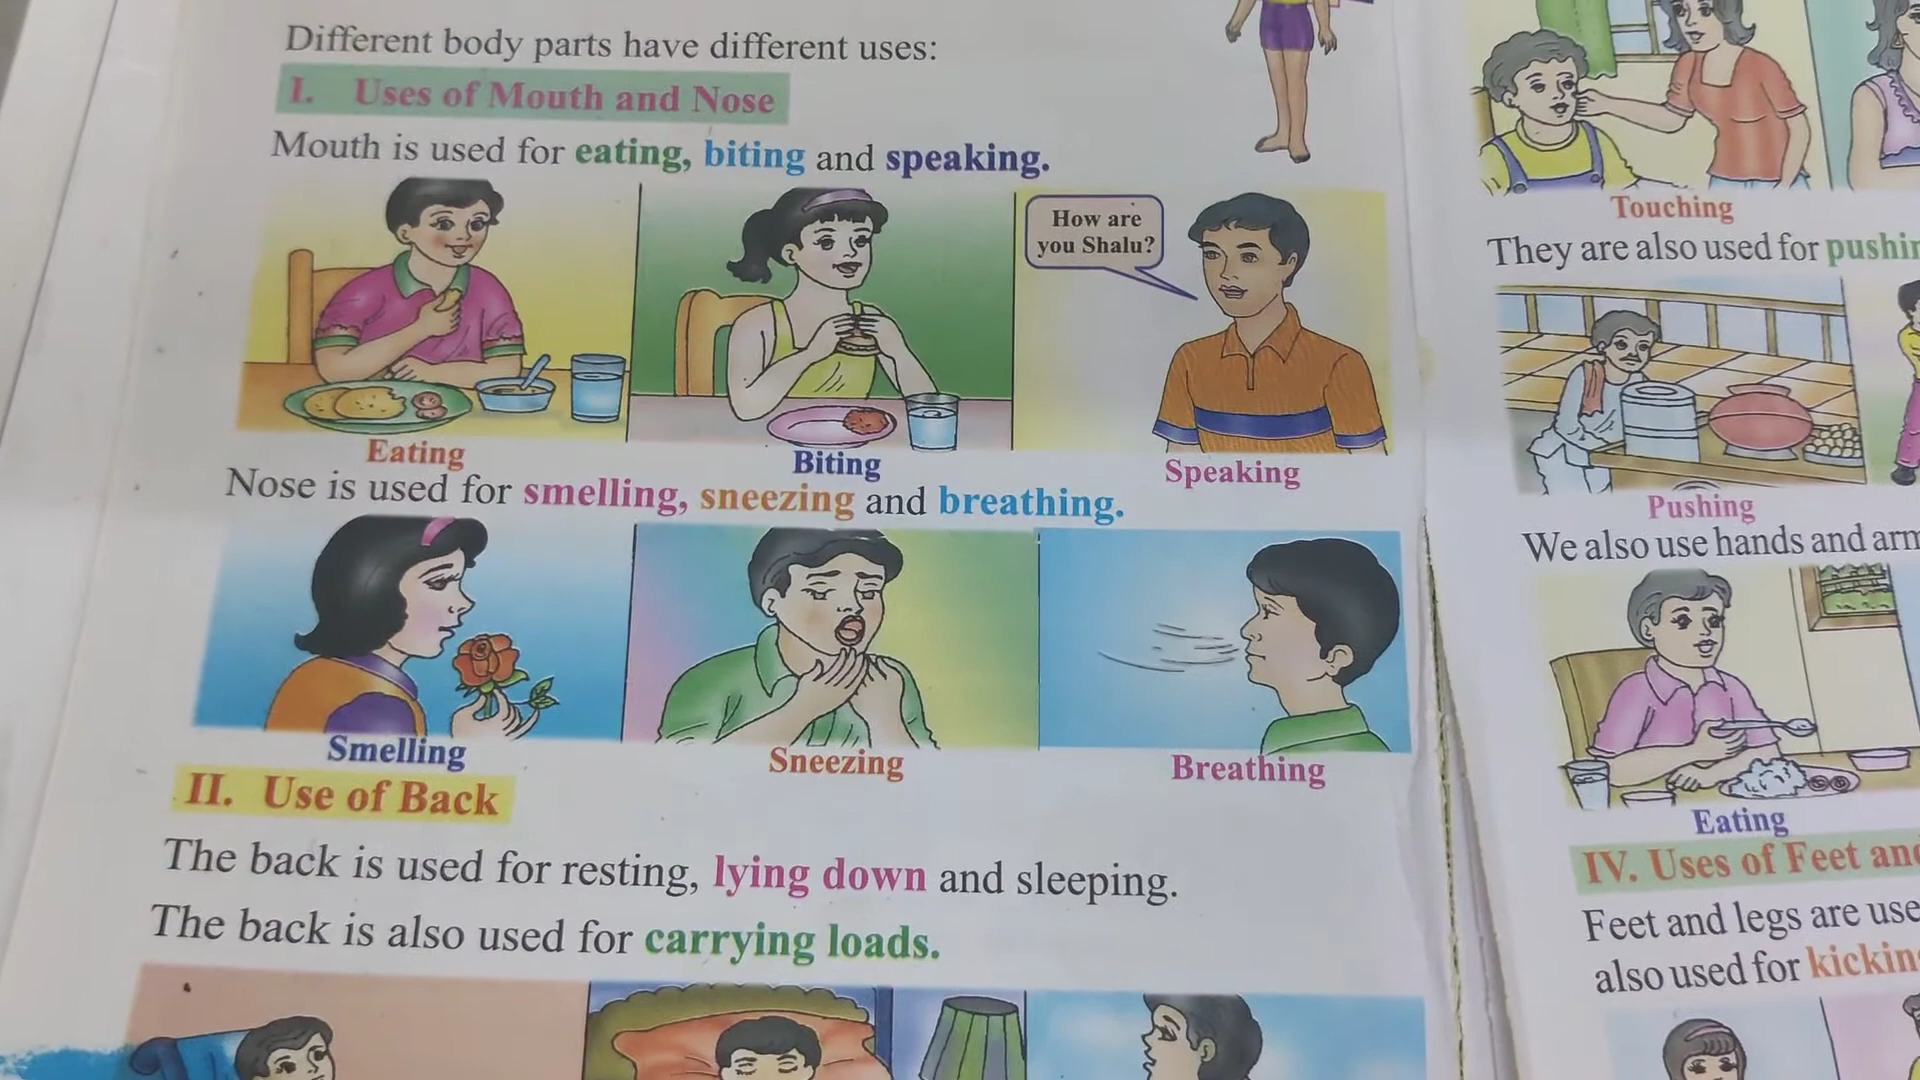 Different body parts have different uses:
I. Uses of Mouth and Nose
Mouth is used for eating, biting and speaking.
How are
you Shalu?
Eating
Biting
Speaking
Nose is used for smelling, sneezing and breathing.
Smelling
Sneezing
Breathing
II. Use of Back
The back is used for resting, lying down and sleeping.
The back is also used for carrying loads.
Touching
They are also used for
Pushing
We also use hands and
Eating
IV. Uses of Feet
Feet and legs are
also used for